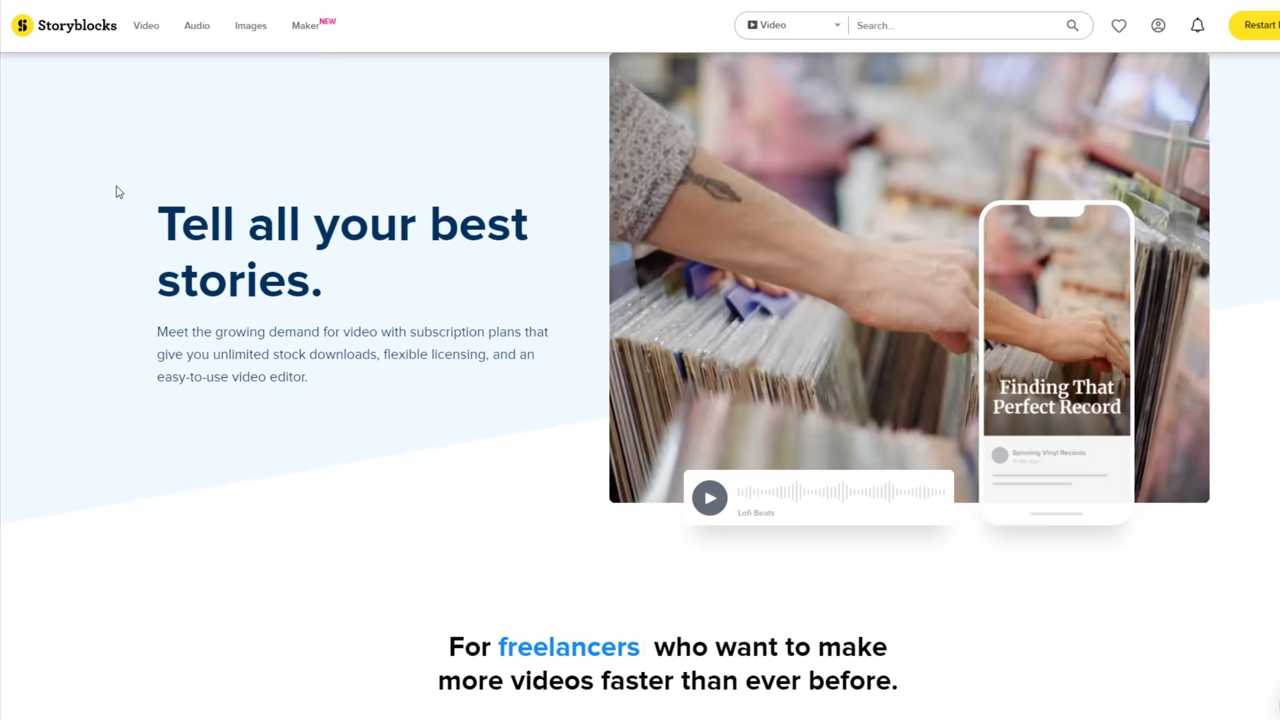 Storyblocks Video Audio Images Maker NEW Video Search... Restart
Tell all your best
stories.
Meet the growing demand for video with subscription plans that
give you unlimited stock downloads, flexible licensing, and an
easy-to-use video editor.
Finding That
Perfect Record
Spinning Vinyl Records
Lofi Beats
For freelancers who want to make
more videos faster than ever before.